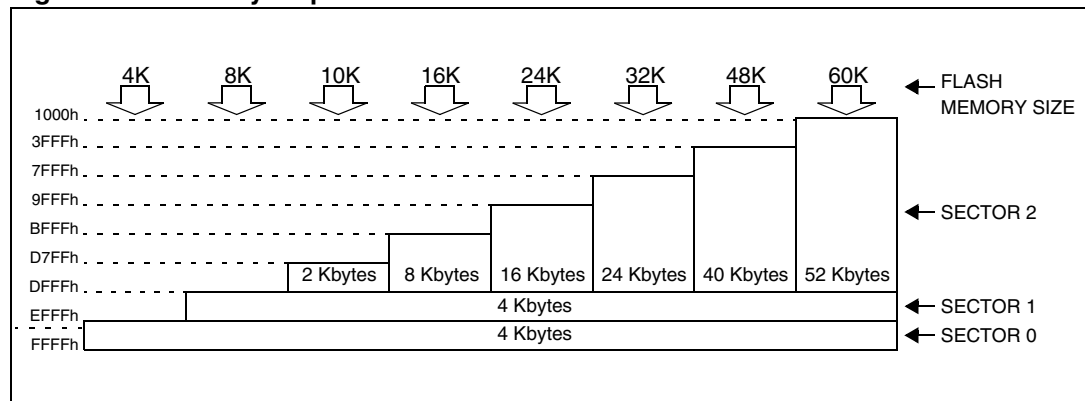 4K 8K 10K 16K 24K 32K 48K 60K
FLASH
MEMORY SIZE
1000h
3FFFh
7FFFh
9FFFh
BFFFh
D7FFh
DFFFh
EFFFh
FFFFh
2 Kbytes 8 Kbytes 16 Kbytes 24 Kbytes 40 Kbytes 52 Kbytes
SECTOR 2
4 Kbytes
SECTOR 1
4 Kbytes
SECTOR 0